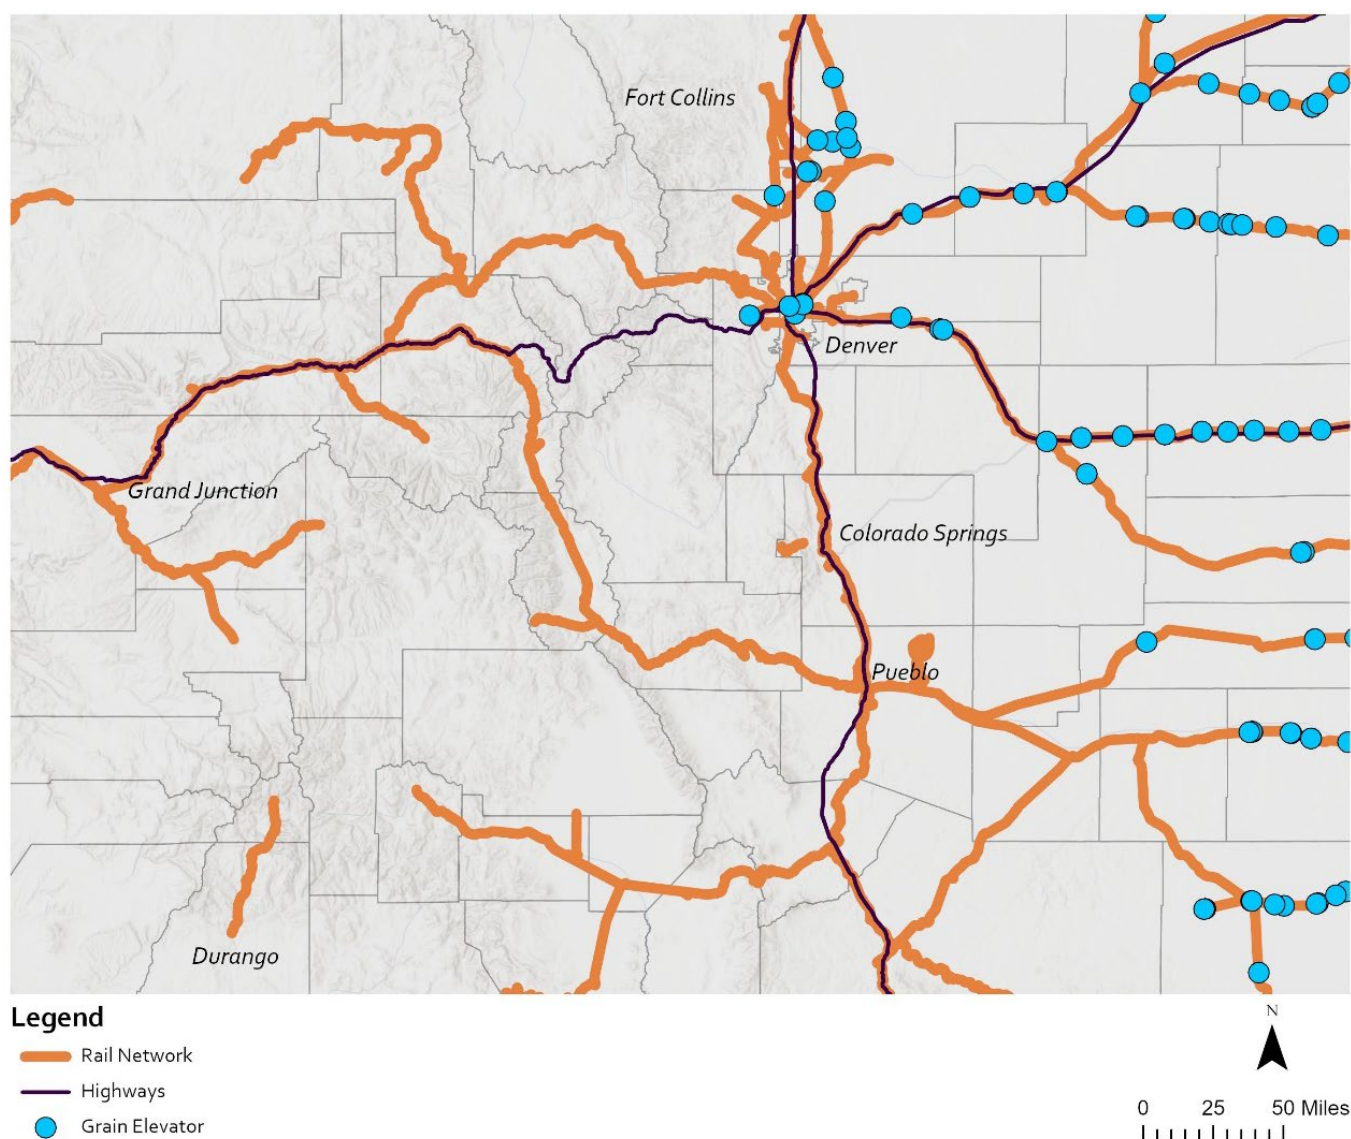 Fort Collins
Denver
Grand Junction
Colorado Springs
Pueblo
Durango
Legend
Rail Network
Highways
Grain Elevator
N
0 25 50 Miles